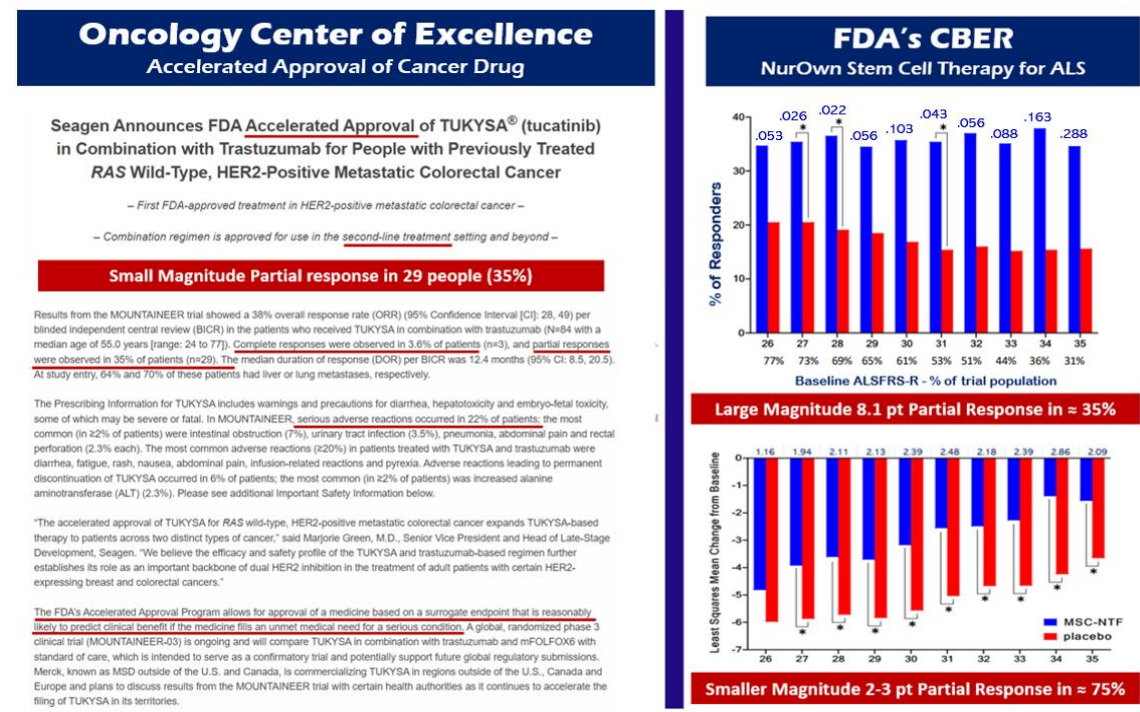 Oncology Center of Excellence
Accelerated Approval of Cancer Drug
Seagen Announces FDA Accelerated Approval of TUKYSA® (tucatinib)
in Combination with Trastuzumab for People with Previously Treated
RAS Wild-Type, HER2-Positive Metastatic Colorectal Cancer
– First FDA-approved treatment in HER2-positive metastatic colorectal cancer –
– Combination regimen is approved for use in the second-line treatment setting and beyond –
Small Magnitude Partial response in 29 people (35%)
Results from the MOUNTAINEER trial showed a 38% overall response rate (ORR) (95% Confidence Interval [CI]: 28, 49) per
blinded independent central review (BICR) in the patients who received TUKYSA in combination with trastuzumab (N=84 with a
median age of 55.0 years [range: 24 to 77]). Complete responses were observed in 3.6% of patients (n=3), and partial responses
were observed in 35% of patients (n=29). The median duration of response (DOR) per BICR was 12.4 months (95% CI: 8.5, 20.5).
At study entry, 64% and 70% of these patients had liver or lung metastases, respectively.
The Prescribing Information for TUKYSA includes warnings and precautions for diarrhea, hepatotoxicity and embryo-fetal toxicity,
some of which may be severe or fatal. In MOUNTAINEER, serious adverse reactions occurred in 22% of patients; the most
common (in ≥2% of patients) were intestinal obstruction (7%), urinary tract infection (3.5%), pneumonia, abdominal pain and rectal
perforation (2.3% each). The most common adverse reactions (≥20%) in patients treated with TUKYSA and trastuzumab were
diarrhea, fatigue, rash, nausea, abdominal pain, infusion-related reactions and pyrexia. Adverse reactions leading to permanent
discontinuation of TUKYSA occurred in 6% of patients; the most common (in ≥2% of patients) was increased alanine
aminotransferase (ALT) (2.3%). Please see additional Important Safety Information below.
“The accelerated approval of TUKYSA for RAS wild-type, HER2-positive metastatic colorectal cancer expands TUKYSA-based
therapy to patients across two distinct types of cancer,” said Marjorie Green, M.D., Senior Vice President and Head of Late-Stage
Development, Seagen. “We believe the efficacy and safety profile of the TUKYSA and trastuzumab-based regimen further
establishes its role as an important backbone of dual HER2 inhibition in the treatment of adult patients with certain HER2-
expressing breast and colorectal cancers.”
The FDA’s Accelerated Approval Program allows for approval of a medicine based on a surrogate endpoint that is reasonably
likely to predict clinical benefit if the medicine fills an unmet medical need for a serious condition. A global, randomized phase 3
clinical trial (MOUNTAINEER-03) is ongoing and will compare TUKYSA in combination with trastuzumab and mFOLFOX6 with
standard of care, which is intended to serve as a confirmatory trial and potentially support future global regulatory submissions.
Merck, known as MSD outside of the U.S. and Canada, is commercializing TUKYSA in regions outside of the U.S., Canada and
Europe and plans to discuss results from the MOUNTAINEER trial with certain health authorities as it continues to accelerate the
filing of TUKYSA in its territories.
FDA’s CBER
NurOwn Stem Cell Therapy for ALS
.053 .026 .022 .056 .103 .043 .056 .088 .163 .288
* * *
% of Responders
40
30
20
10
0
26 27 28 29 30 31 32 33 34 35
77% 73% 69% 65% 61% 53% 51% 44% 36% 31%
Baseline ALSFRS-R - % of trial population
Large Magnitude 8.1 pt Partial Response in ≈ 35%
1.16 1.94 2.11 2.13 2.39 2.48 2.18 2.39 2.86 2.09
Least Squares Mean Change from Baseline
0
-1
-2
-3
-4
-5
-6
-7
* * * * * * * * *
MSC-NTF
placebo
26 27 28 29 30 31 32 33 34 35
Smaller Magnitude 2-3 pt Partial Response in ≈ 75%